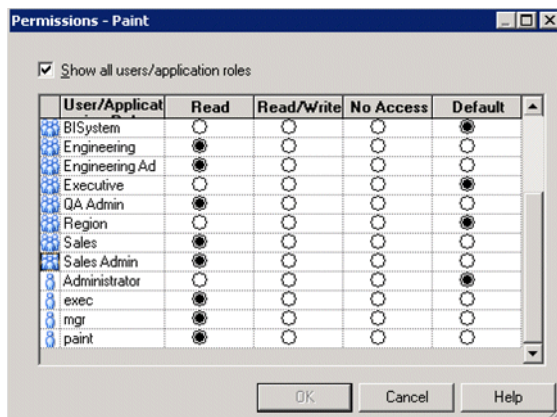 Permissions - Paint
Show all users/application roles
User/Applicat Read Read/Write No Access Default
BISystem
Engineering
Engineering Ad
Executive
QA Admin
Region
Sales
Sales Admin
Administrator
exec
mgr
paint
OK Cancel Help